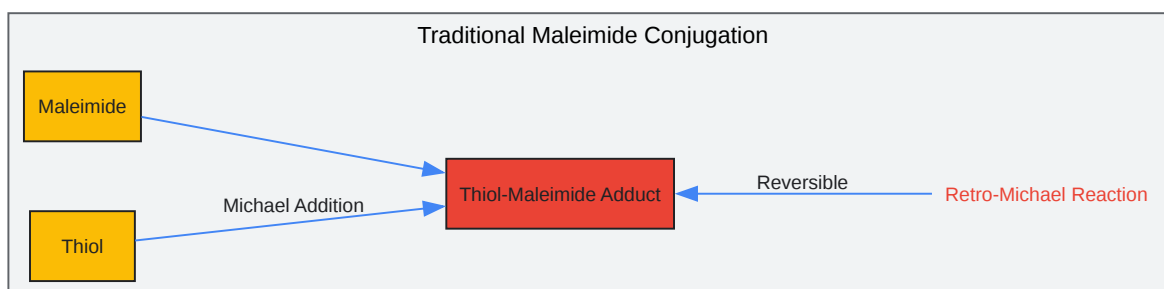 Traditional Maleimide Conjugation
Maleimide
Thiol-Maleimide Adduct
Reversible
Retro-Michael Reaction
Michael Addition
Thiol